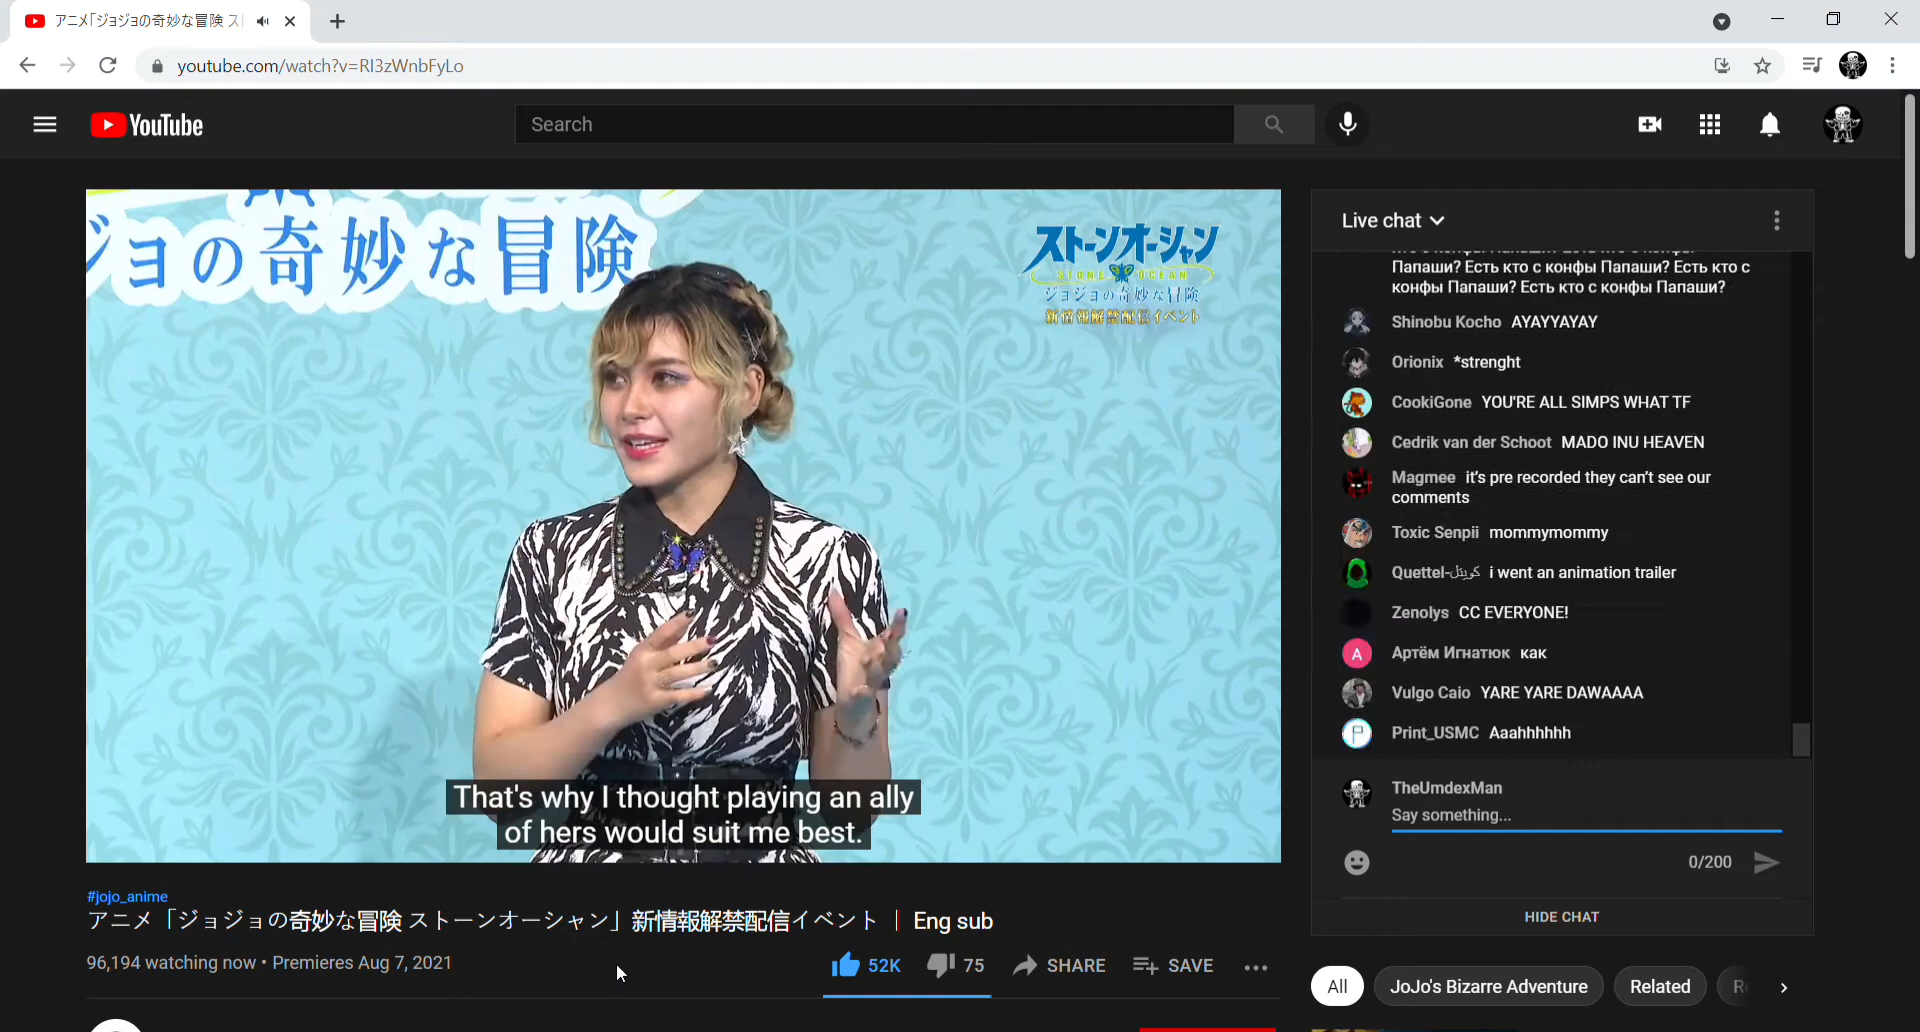 アニメ「ジョジョの奇妙な冒険 ス
youtube.com/watch?v=RI3zWnbFyLo
YouTube
Search
ジョの奇妙な冒険
ストーンオーシャン
STONE OCEAN
ジョジョの奇妙な冒険
新情報解禁配信イベント
That's why I thought playing an ally
of hers would suit me best.
#jojo_anime
アニメ「ジョジョの奇妙な冒険 ストーンオーシャン」新情報解禁配信イベント | Eng sub
96,194 watching now • Premieres Aug 7, 2021
52K
75
SHARE
SAVE
Live chat
Папаши? Есть кто с конфы Папаши? Есть кто с
конфы Папаши? Есть кто с конфы Папаши?
Shinobu Kocho AYAYYAYAY
Orionix *strenght
CookiGone YOU'RE ALL SIMPS WHAT TF
Cedrik van der Schoot MADO INU HEAVEN
Magmee it's pre recorded they can't see our
comments
Toxic Senpii mommymommy
Quettel-كويتل i went an animation trailer
Zenolys CC EVERYONE!
A
Артём Игнатюк как
Vulgo Caio YARE YARE DAWAAAA
P
Print_USMC Aaahhhhhh
TheUmdexMan
Say something...
0/200
HIDE CHAT
All
JoJo's Bizarre Adventure
Related